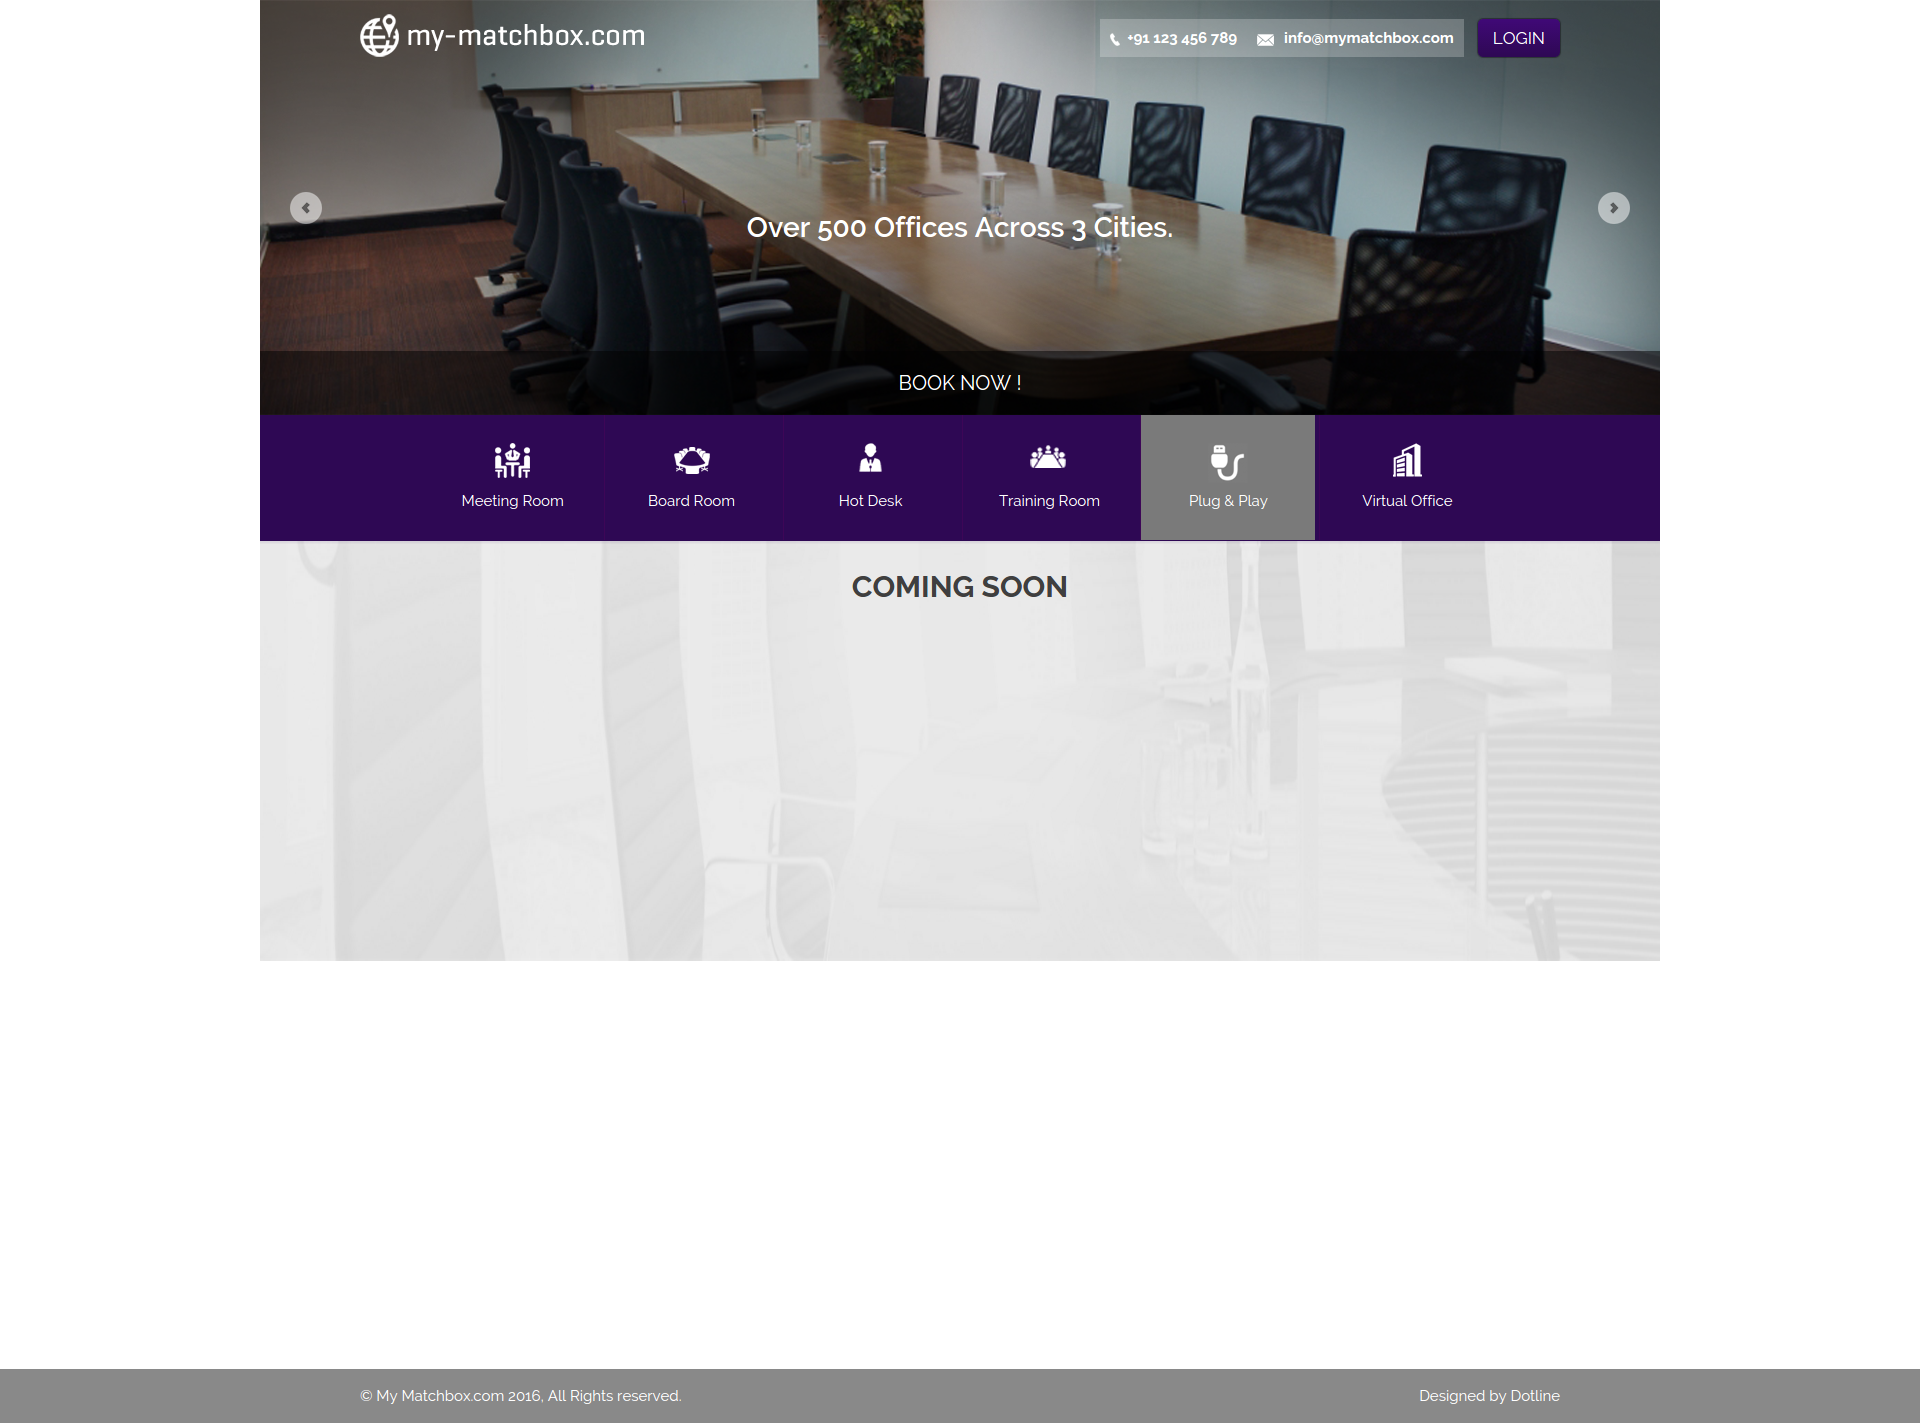 my-matchbox.com
+91 123 456 789
info@mymatchbox.com
LOGIN
Over 500 Offices Across 3 Cities.
BOOK NOW !
Meeting Room
Board Room
Hot Desk
Training Room
Plug & Play
Virtual Office
COMING SOON
© My Matchbox.com 2016, All Rights reserved.
Designed by Dotline